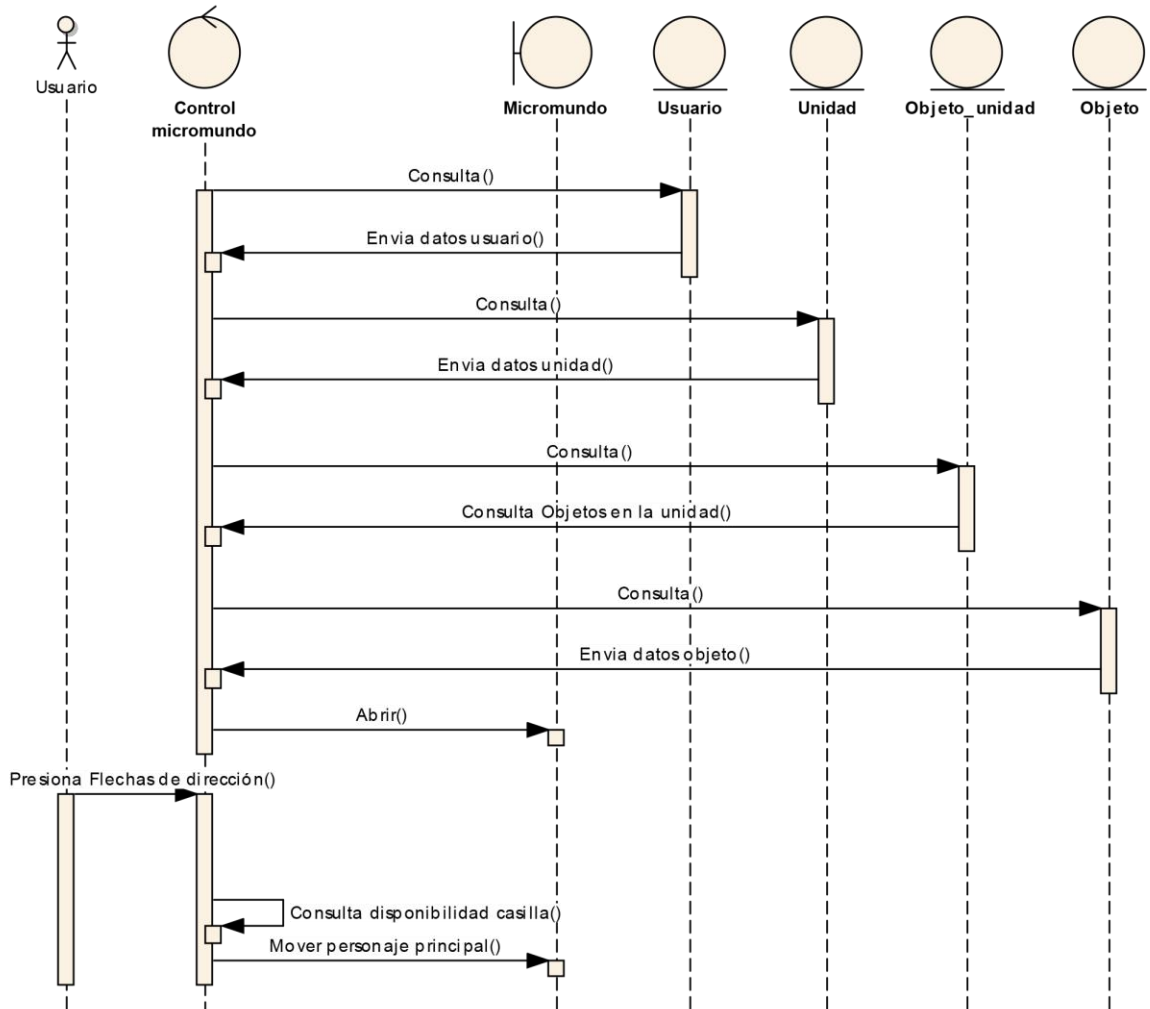 Usuario
Control
micromundo
Micromundo
Usuario
Unidad
Objeto_unidad
Objeto
Consulta()
Envia datos usuario()
Consulta()
Envia datos unidad()
Consulta()
Consulta Objetos en la unidad()
Consulta()
Envia datos objeto()
Abrir()
Presiona Flechas de dirección()
Consulta disponibilidad casilla()
Mover personaje principal()